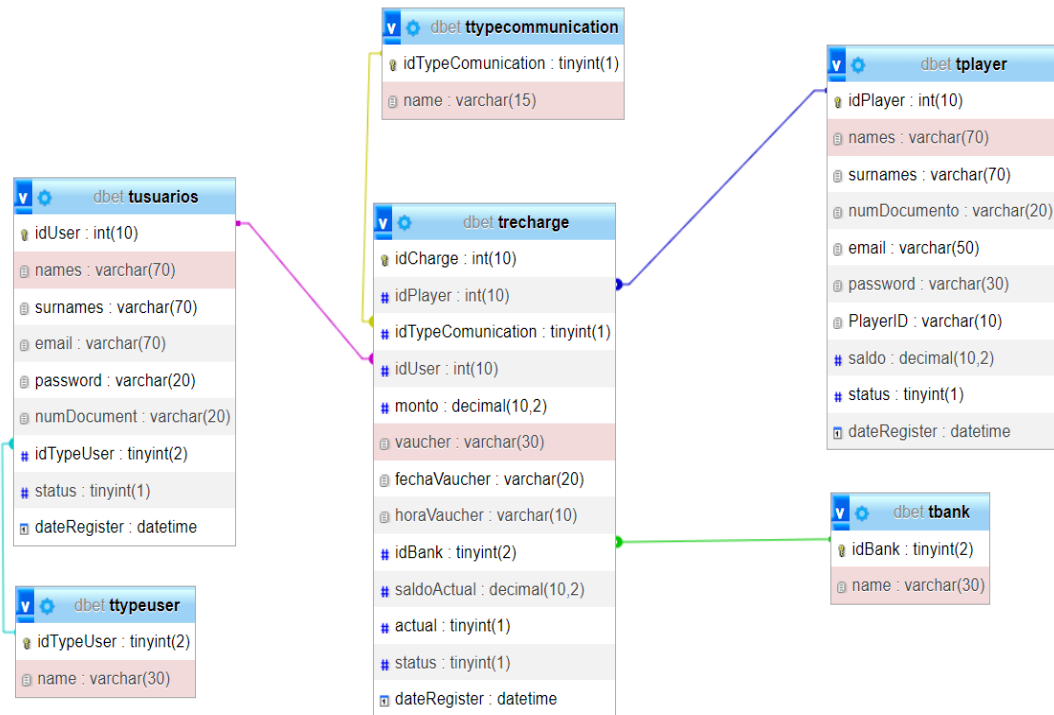 dbet ttypecommunication
idTypeComunication : tinyint(1)
name : varchar(15)
dbet tplayer
idPlayer : int(10)
names : varchar(70)
surnames : varchar(70)
numDocumento : varchar(20)
email : varchar(50)
password : varchar(30)
PlayerID : varchar(10)
saldo : decimal(10,2)
status : tinyint(1)
dateRegister : datetime
dbet tusuarios
idUser : int(10)
names : varchar(70)
surnames : varchar(70)
email : varchar(70)
password : varchar(20)
numDocument : varchar(20)
idTypeUser : tinyint(2)
status : tinyint(1)
dateRegister : datetime
dbet trecharge
idCharge : int(10)
idPlayer : int(10)
idTypeComunication : tinyint(1)
idUser : int(10)
monto : decimal(10,2)
vaucher : varchar(30)
fechaVaucher : varchar(20)
horaVaucher : varchar(10)
idBank : tinyint(2)
saldoActual : decimal(10,2)
actual : tinyint(1)
status : tinyint(1)
dateRegister : datetime
dbet tbank
idBank : tinyint(2)
name : varchar(30)
dbet ttypeuser
idTypeUser : tinyint(2)
name : varchar(30)